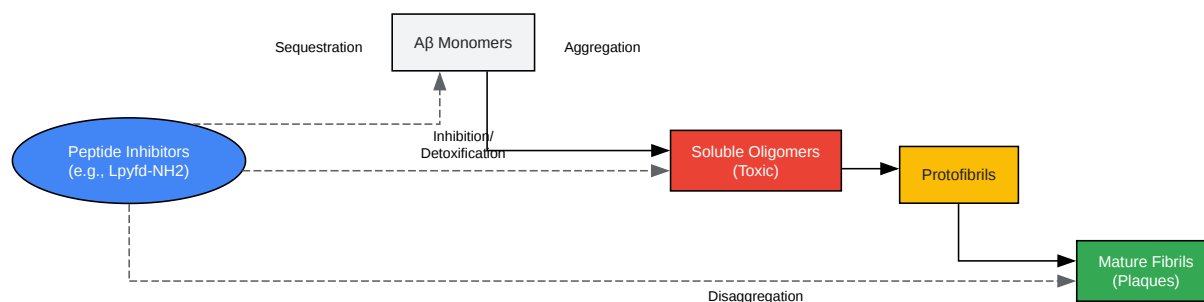 Sequestration
Aβ Monomers
Aggregation
Inhibition/
Detoxification
Peptide Inhibitors
(e.g., Lpyfd-NH2)
Soluble Oligomers
(Toxic)
Protofibrils
Mature Fibrils
(Plaques)
Disaggregation